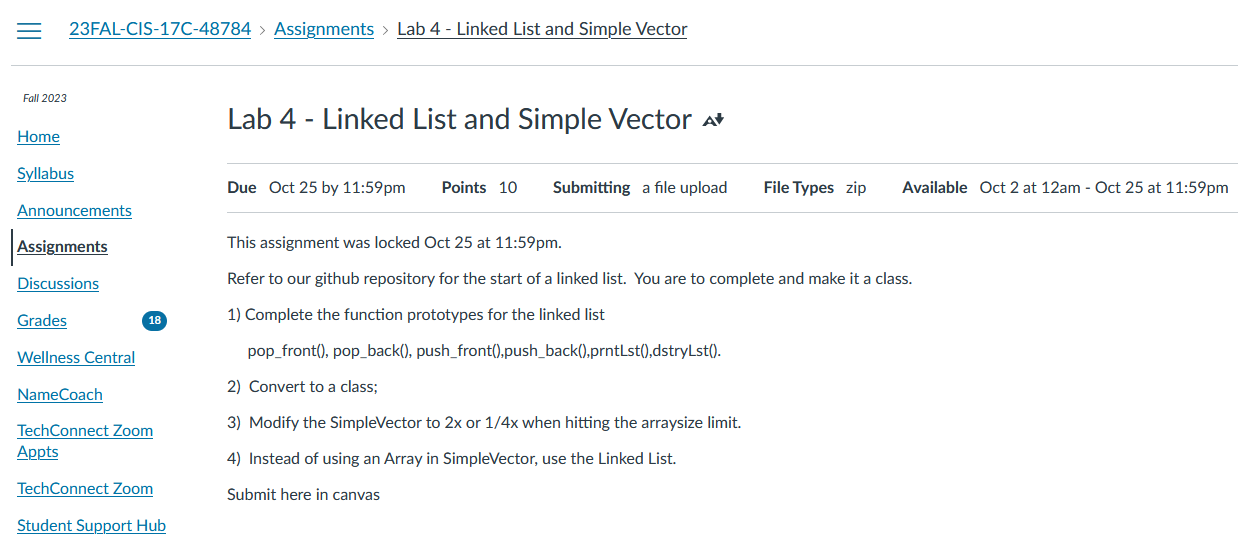 23FAL-CIS-17C-48784 > Assignments > Lab 4 - Linked List and Simple Vector
Fall 2023
Home
Syllabus
Announcements
Assignments
Discussions
Grades 18
Wellness Central
NameCoach
TechConnect Zoom
Appts
TechConnect Zoom
Student Support Hub
Lab 4 - Linked List and Simple Vector
Due Oct 25 by 11:59pm Points 10 Submitting a file upload File Types zip Available Oct 2 at 12am - Oct 25 at 11:59pm
This assignment was locked Oct 25 at 11:59pm.
Refer to our github repository for the start of a linked list.  You are to complete and make it a class.
1) Complete the function prototypes for the linked list
pop_front(), pop_back(), push_front(),push_back(),prntLst(),dstryLst().
2)  Convert to a class;
3)  Modify the SimpleVector to 2x or 1/4x when hitting the arraysize limit.
4)  Instead of using an Array in SimpleVector, use the Linked List.
Submit here in canvas